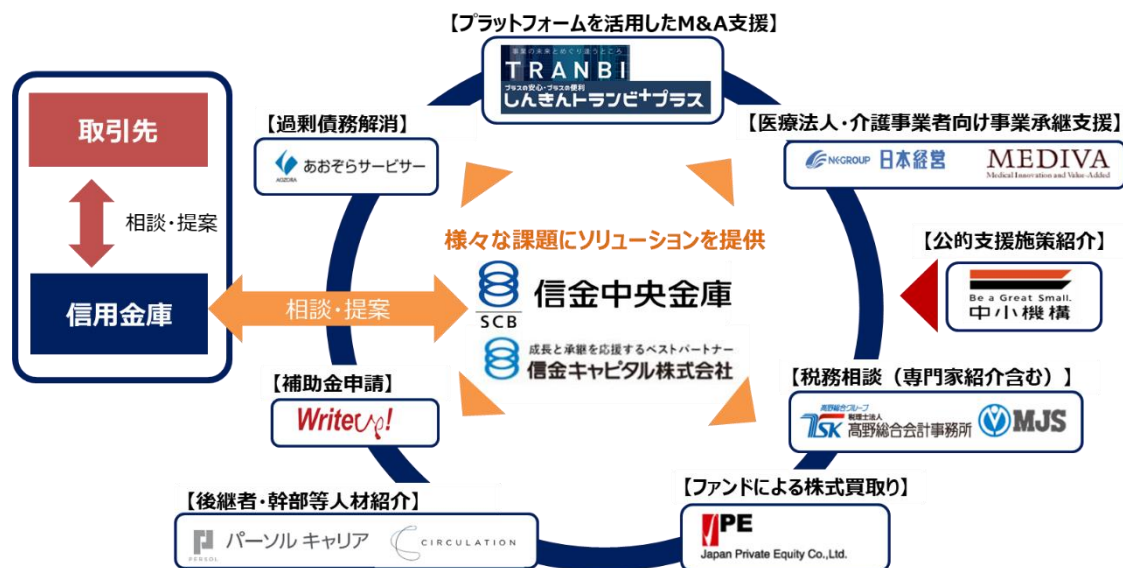 【プラットフォームを活用したM&A支援】
事業の未来とめぐり逢うところ
TRANBI
プラスの安心・プラスの便利
しんきんトランビ+プラス
取引先
相談・提案
信用金庫
【過剰債務解消】
AOZORA
あおぞらサービサー
【医療法人・介護事業者向け事業承継支援】
NK-GROUP 日本経営
MEDIVA
Medical Innovation and Value-Added
様々な課題にソリューションを提供
相談・提案
SCB
信金中央金庫
成長と承継を応援するベストパートナー
信金キャピタル株式会社
【公的支援施策紹介】
Be a Great Small.
中小機構
【補助金申請】
WriteUp!
【税務相談（専門家紹介含む）】
髙野総合グループ
TSK
税理士法人
髙野総合会計事務所
MJS
【後継者・幹部等人材紹介】
PERSOL
パーソル キャリア
CIRCULATION
【ファンドによる株式買取り】
JPE
Japan Private Equity Co.,Ltd.